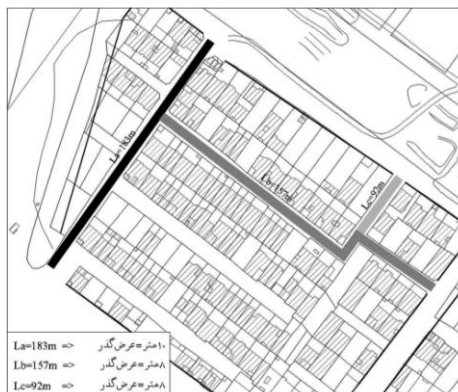 La=183m
Lb=157m
Lc=92m
La=183m => ۱۰متر=عرض گذر
Lb=157m => ۸متر=عرض گذر
Lc=92m => ۸متر=عرض گذر